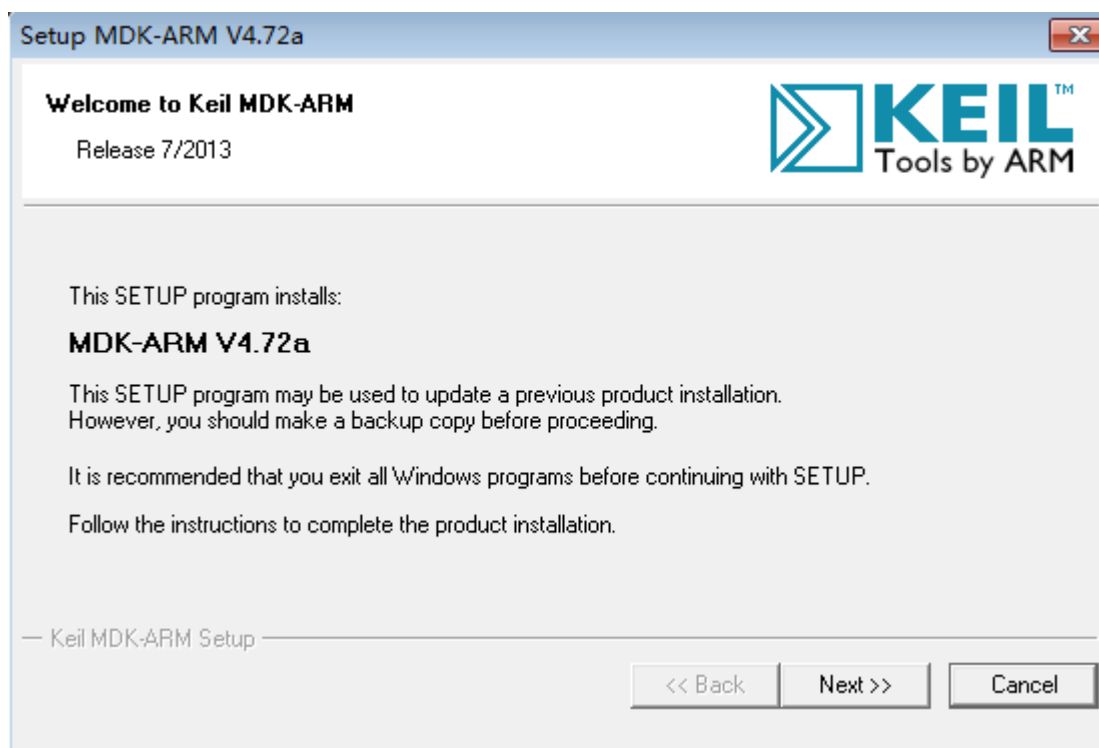 Setup MDK-ARM V4.72a
Welcome to Keil MDK-ARM
Release 7/2013
KEIL™
Tools by ARM
This SETUP program installs:
MDK-ARM V4.72a
This SETUP program may be used to update a previous product installation.
However, you should make a backup copy before proceeding.
It is recommended that you exit all Windows programs before continuing with SETUP.
Follow the instructions to complete the product installation.
Keil MDK-ARM Setup
<< Back
Next >>
Cancel